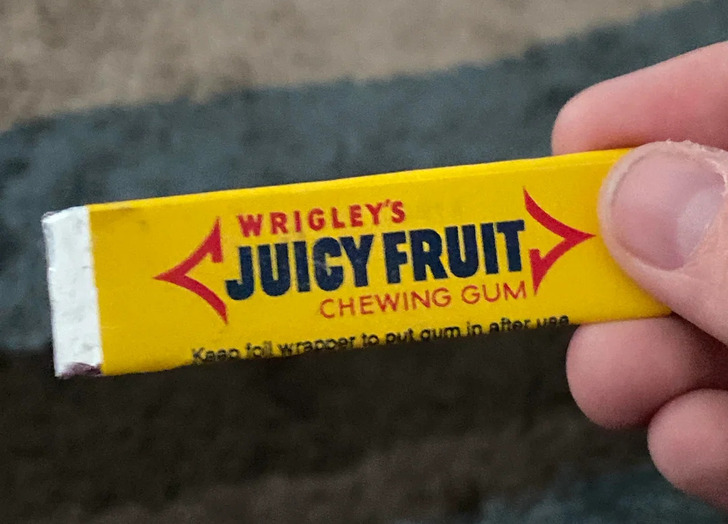 WRIGLEY'S
JUICY FRUIT
CHEWING GUM
Keep foil wrapper to put gum in after use